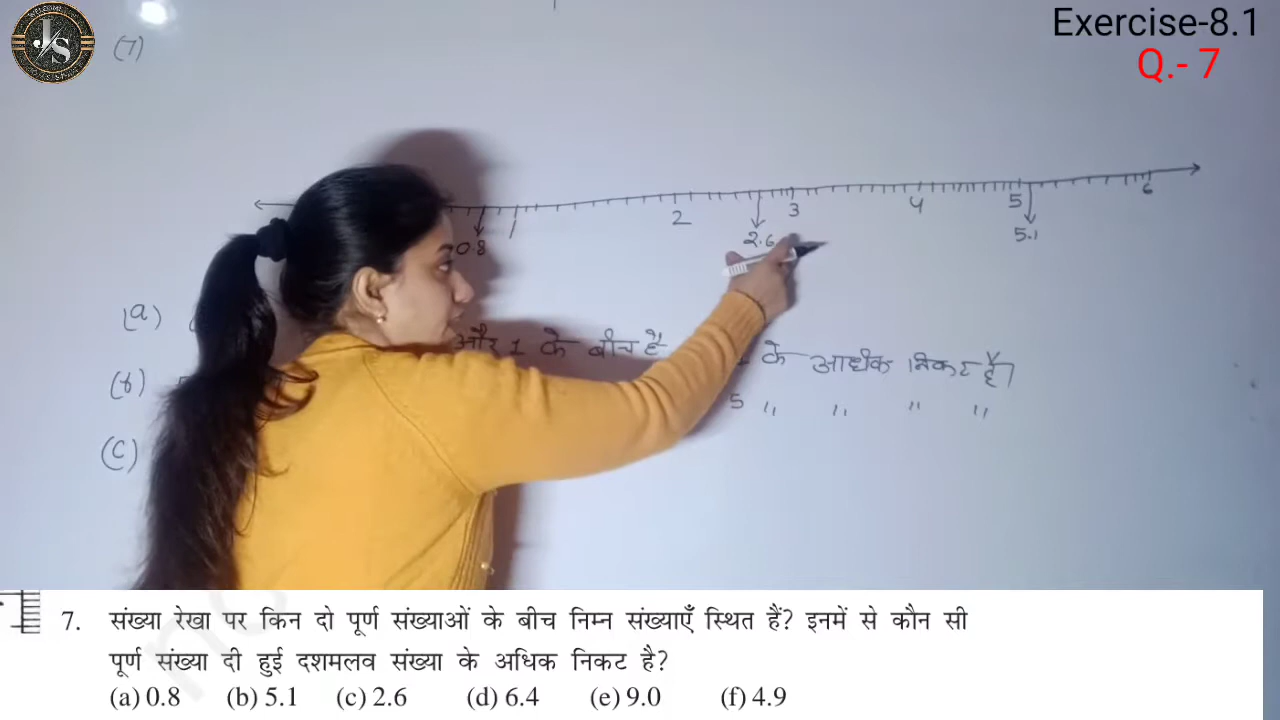 WELCOME
J/S
Exercise-8.1
Q.- 7
(7)
1 2 3 4 5 6
0.8 2.6 5.1
(a) और 1 के बीच है के अधिक निकट है।
(b) 5 " " " "
(c)
7. संख्या रेखा पर किन दो पूर्ण संख्याओं के बीच निम्न संख्याएँ स्थित हैं? इनमें से कौन सी
पूर्ण संख्या दी हुई दशमलव संख्या के अधिक निकट है?
(a) 0.8 (b) 5.1 (c) 2.6 (d) 6.4 (e) 9.0 (f) 4.9